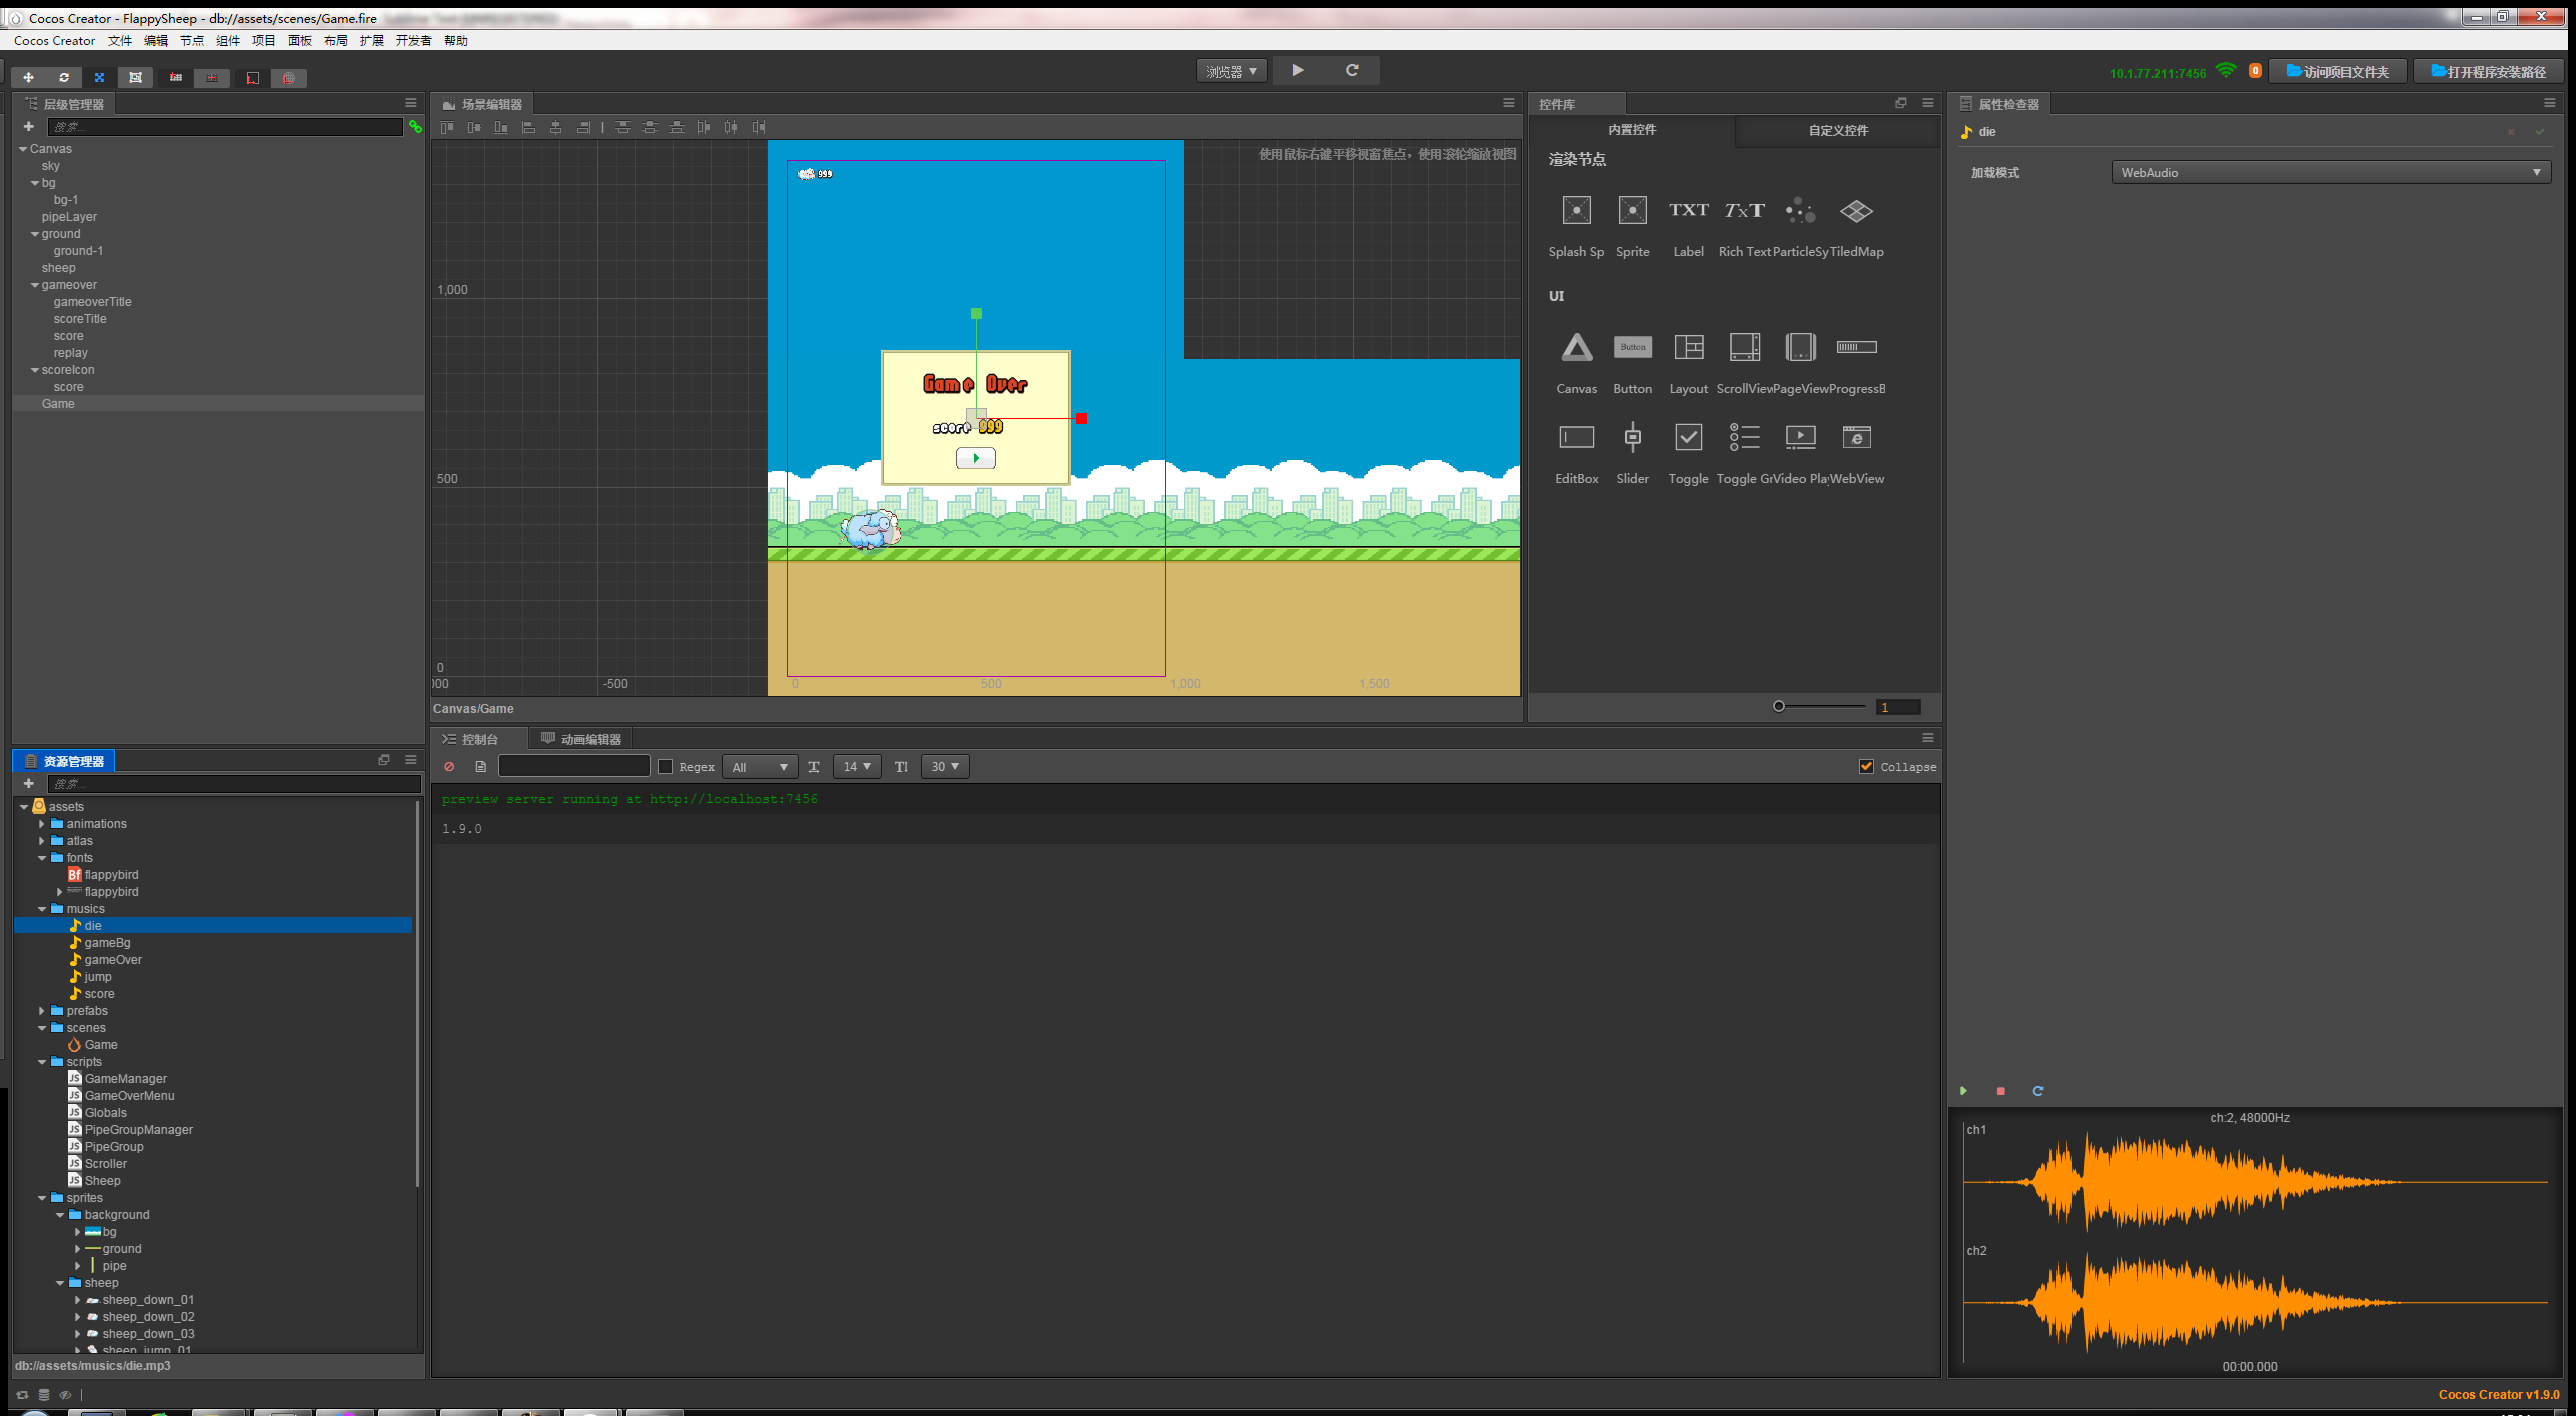 Cocos Creator - FlappySheep - db://assets/scenes/Game.fire
Cocos Creator 文件 编辑 节点 组件 项目 面板 布局 扩展 开发者 帮助
浏览器
10.1.77.211:7456
0
访问项目文件夹
打开程序安装路径
层级管理器
搜索...
Canvas
sky
bg
bg-1
pipeLayer
ground
ground-1
sheep
gameover
gameoverTitle
scoreTitle
score
replay
scoreIcon
score
Game
场景编辑器
使用鼠标右键平移视窗焦点，使用滚轮缩放视图
999
1,000
500
0
Game Over
score 999
-500
0
500
1,000
1,500
Canvas/Game
控件库
内置控件
自定义控件
渲染节点
TXT
TxT
Splash Sp
Sprite
Label
Rich Text
ParticleSy
TiledMap
UI
Button
Canvas
Button
Layout
ScrollView
PageView
ProgressB
EditBox
Slider
Toggle
Toggle Gr
Video Pla
WebView
1
属性检查器
die
加载模式
WebAudio
资源管理器
搜索...
assets
animations
atlas
fonts
flappybird
flappybird
musics
die
gameBg
gameOver
jump
score
prefabs
scenes
Game
scripts
GameManager
GameOverMenu
Globals
PipeGroupManager
PipeGroup
Scroller
Sheep
sprites
background
bg
ground
pipe
sheep
sheep_down_01
sheep_down_02
sheep_down_03
sheep_jump_01
db://assets/musics/die.mp3
控制台
动画编辑器
Regex
All
14
30
Collapse
preview server running at http://localhost:7456
1.9.0
ch:2, 48000Hz
ch1
ch2
00:00.000
Cocos Creator v1.9.0